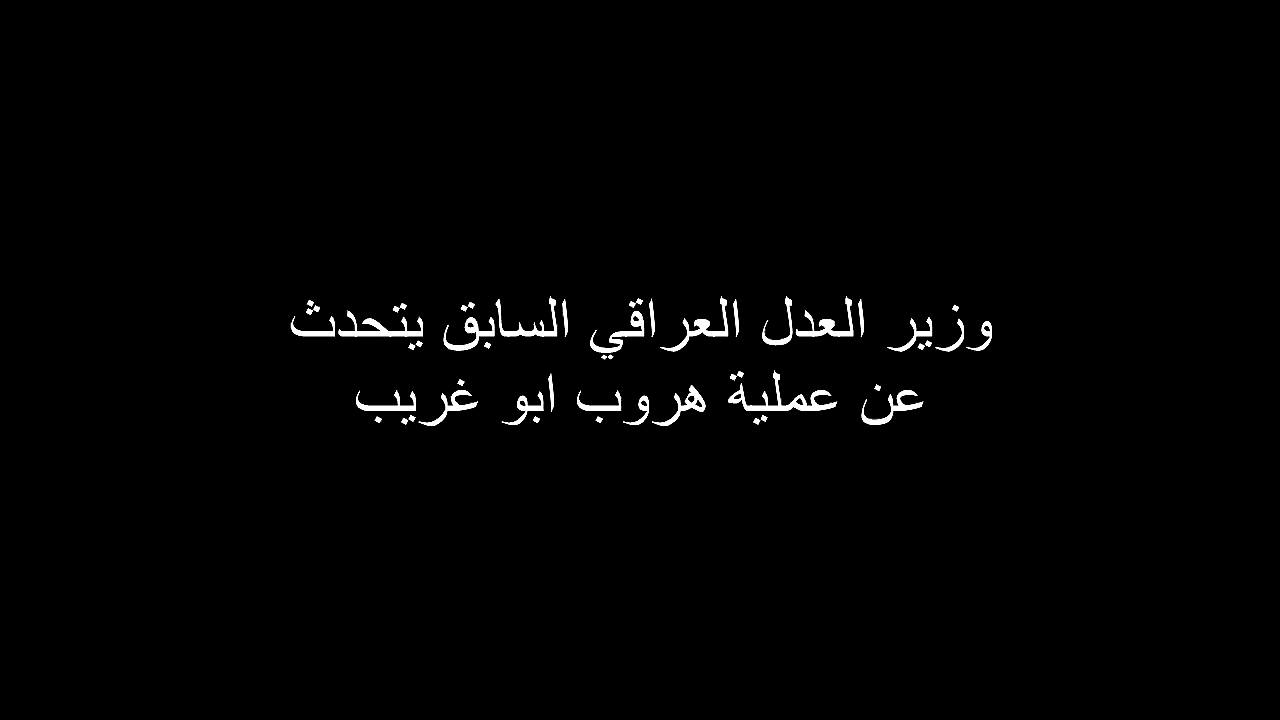 وزير العدل العراقي السابق يتحدث
عن عملية هروب ابو غريب